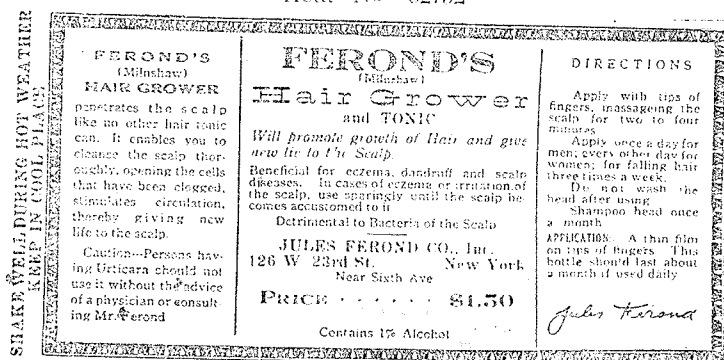 SHAKE WELL DURING HOT WEATHER
KEEP IN COOL PLACE
FEROND'S
(Milnshaw)
HAIR GROWER
penetrates the scalp
like no other hair tonic
can. It enables you to
cleanse the scalp thor-
oughly, opening the cells
that have been clogged,
stimulates circulation,
thereby giving new
life to the scalp.
Caution---Persons hav-
ing Urticara should not
use it without the advice
of a physician or consult-
ing Mr. Ferond
FEROND'S
(Milnshaw)
Hair Grower
and TONIC
Will promote growth of Hair and give
new life to the Scalp.
Beneficial for eczema, dandruff and scalp
diseases. In cases of eczema or irritation of
the scalp, use sparingly until the scalp be-
comes accustomed to it
Detrimental to Bacteria of the Scalp
JULES FEROND CO., Inc.
126 W 23rd St. New York
Near Sixth Ave
PRICE - - - - - - $1.50
Contains 1% Alcohol
DIRECTIONS
Apply with tips of
fingers, massageing the
scalp for two to four
minutes
Apply once a day for
men; every other day for
women; for falling hair
three times a week.
Do not wash the
head after using
Shampoo head once
a month
APPLICATION: A thin film
on tips of fingers This
bottle should last about
a month if used daily
Jules Ferond